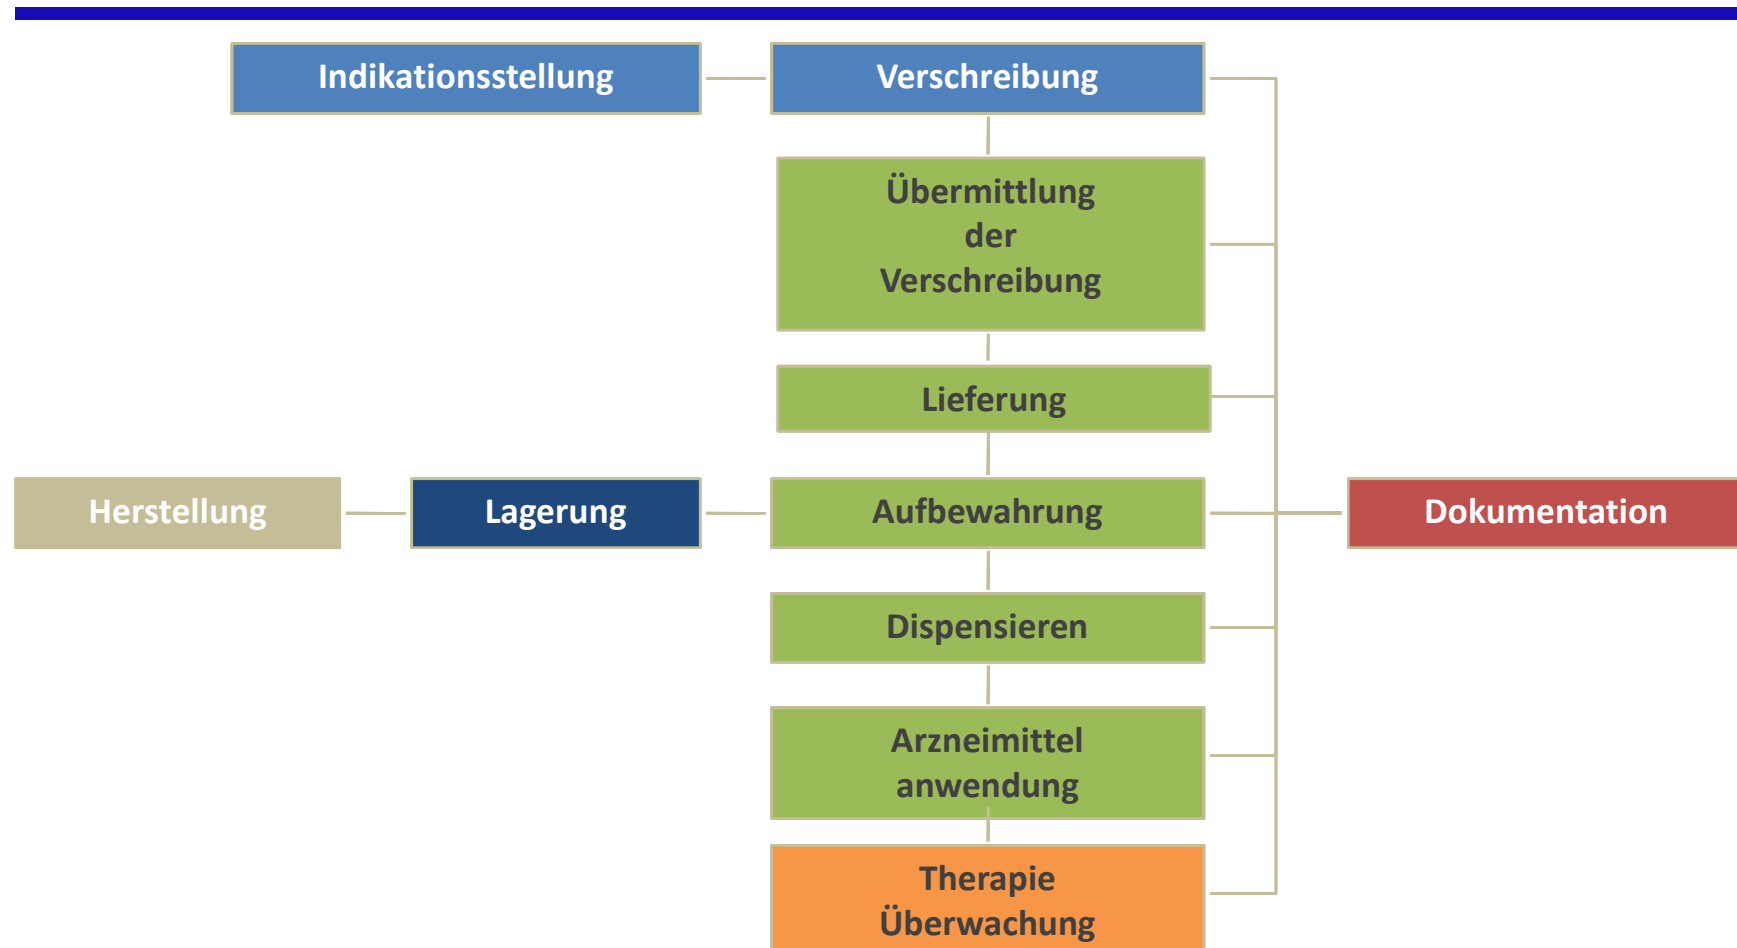 Indikationsstellung
Verschreibung
Übermittlung
der
Verschreibung
Lieferung
Herstellung
Lagerung
Aufbewahrung
Dokumentation
Dispensieren
Arzneimittel
anwendung
Therapie
Überwachung